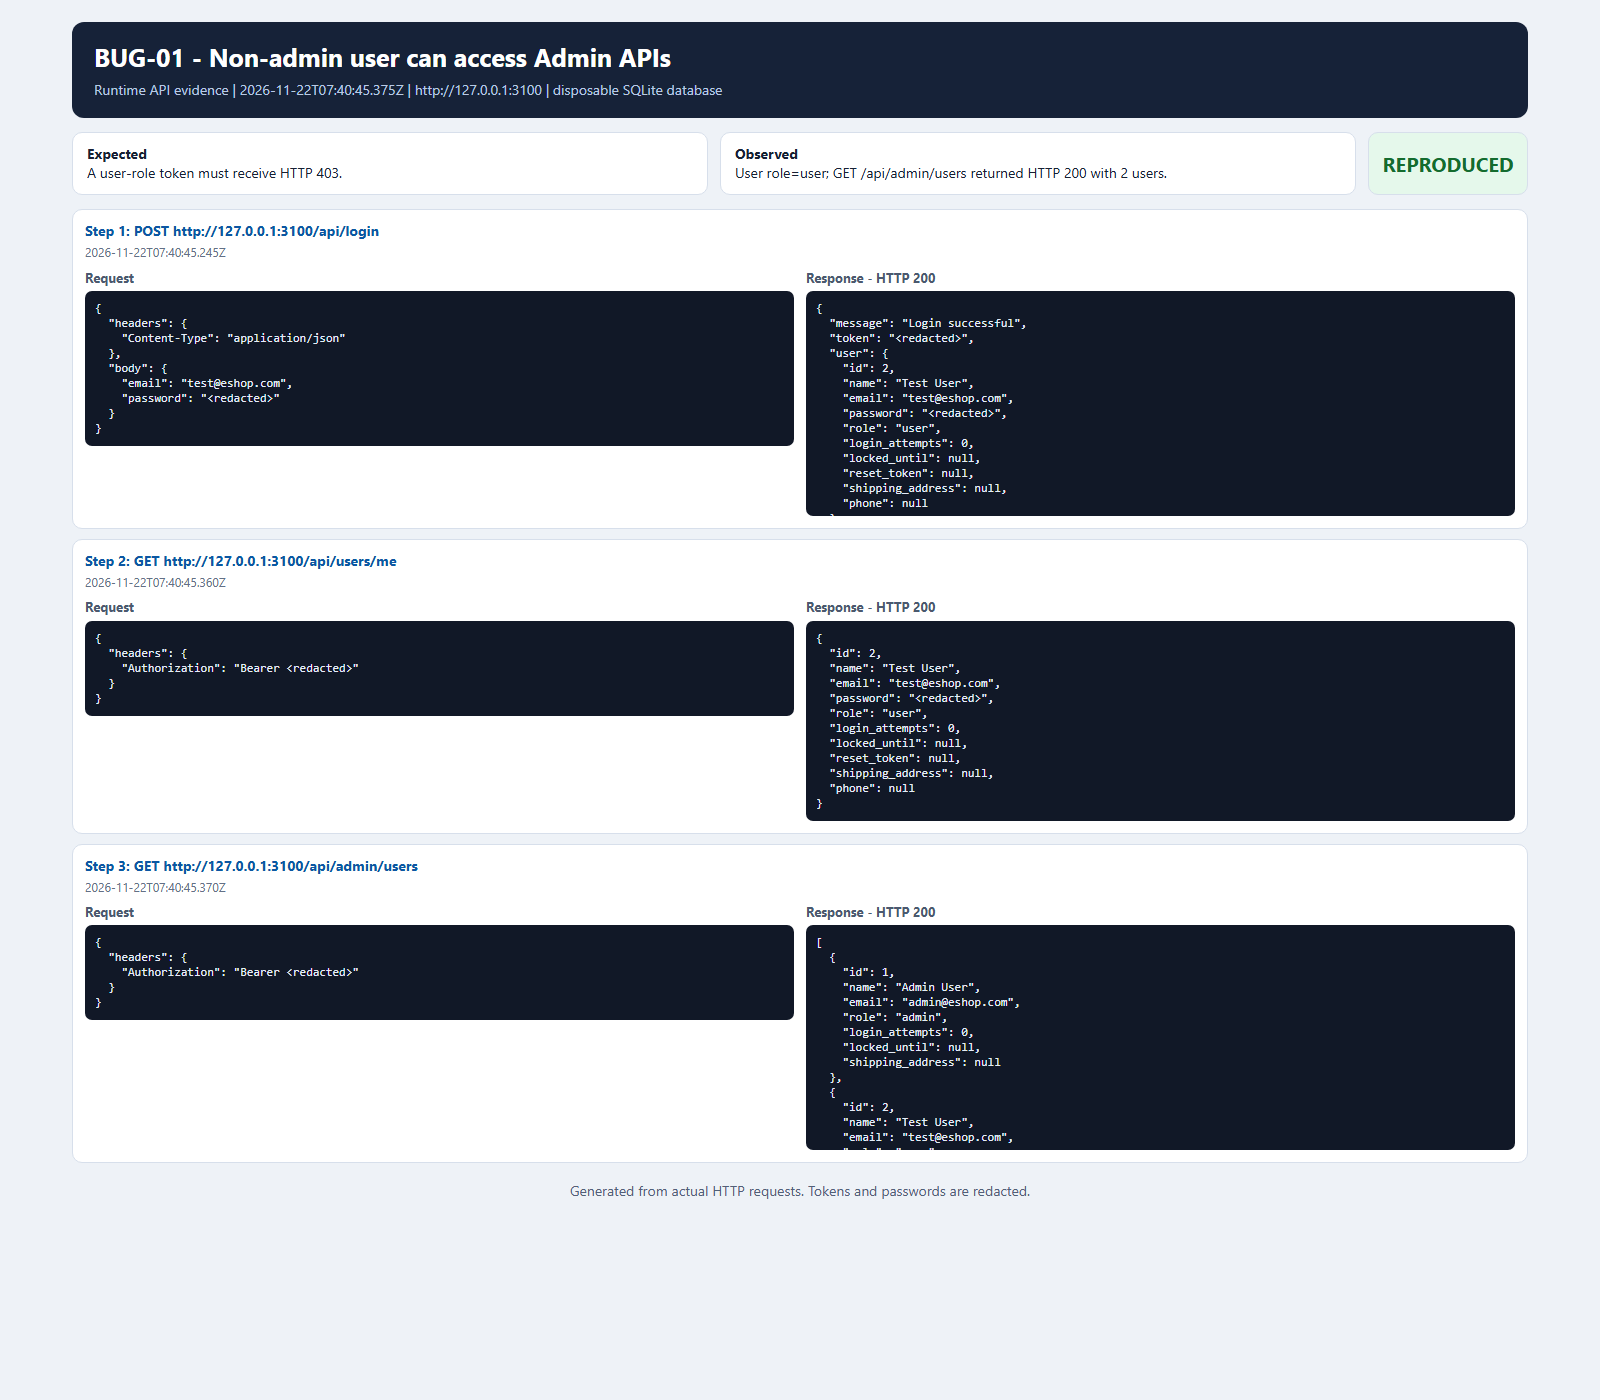 BUG-01 - Non-admin user can access Admin APIs
Runtime API evidence | 2026-11-22T07:40:45.375Z | http://127.0.0.1:3100 | disposable SQLite database
Expected
A user-role token must receive HTTP 403.
Observed
User role=user; GET /api/admin/users returned HTTP 200 with 2 users.
REPRODUCED
Step 1: POST http://127.0.0.1:3100/api/login
2026-11-22T07:40:45.245Z
Request
{
  "headers": {
    "Content-Type": "application/json"
  },
  "body": {
    "email": "test@eshop.com",
    "password": "<redacted>"
  }
}
Response - HTTP 200
{
  "message": "Login successful",
  "token": "<redacted>",
  "user": {
    "id": 2,
    "name": "Test User",
    "email": "test@eshop.com",
    "password": "<redacted>",
    "role": "user",
    "login_attempts": 0,
    "locked_until": null,
    "reset_token": null,
    "shipping_address": null,
    "phone": null
Step 2: GET http://127.0.0.1:3100/api/users/me
2026-11-22T07:40:45.360Z
Request
{
  "headers": {
    "Authorization": "Bearer <redacted>"
  }
}
Response - HTTP 200
{
  "id": 2,
  "name": "Test User",
  "email": "test@eshop.com",
  "password": "<redacted>",
  "role": "user",
  "login_attempts": 0,
  "locked_until": null,
  "reset_token": null,
  "shipping_address": null,
  "phone": null
}
Step 3: GET http://127.0.0.1:3100/api/admin/users
2026-11-22T07:40:45.370Z
Request
{
  "headers": {
    "Authorization": "Bearer <redacted>"
  }
}
Response - HTTP 200
[
  {
    "id": 1,
    "name": "Admin User",
    "email": "admin@eshop.com",
    "role": "admin",
    "login_attempts": 0,
    "locked_until": null,
    "shipping_address": null
  },
  {
    "id": 2,
    "name": "Test User",
    "email": "test@eshop.com",
Generated from actual HTTP requests. Tokens and passwords are redacted.